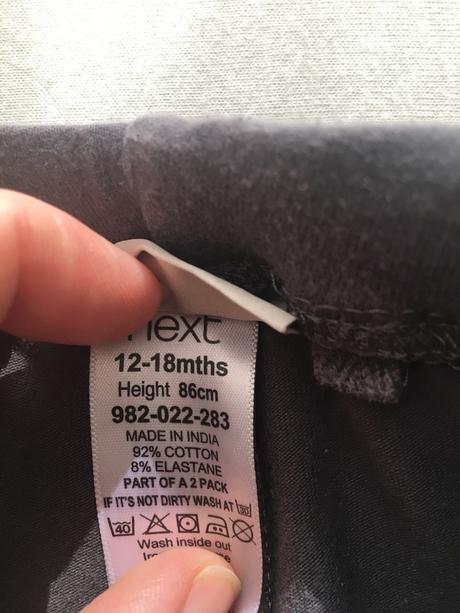 next
12-18mths
Height 86cm
982-022-283
MADE IN INDIA
92% COTTON
8% ELASTANE
PART OF A 2 PACK
IF IT'S NOT DIRTY WASH AT 30
40
Wash inside out